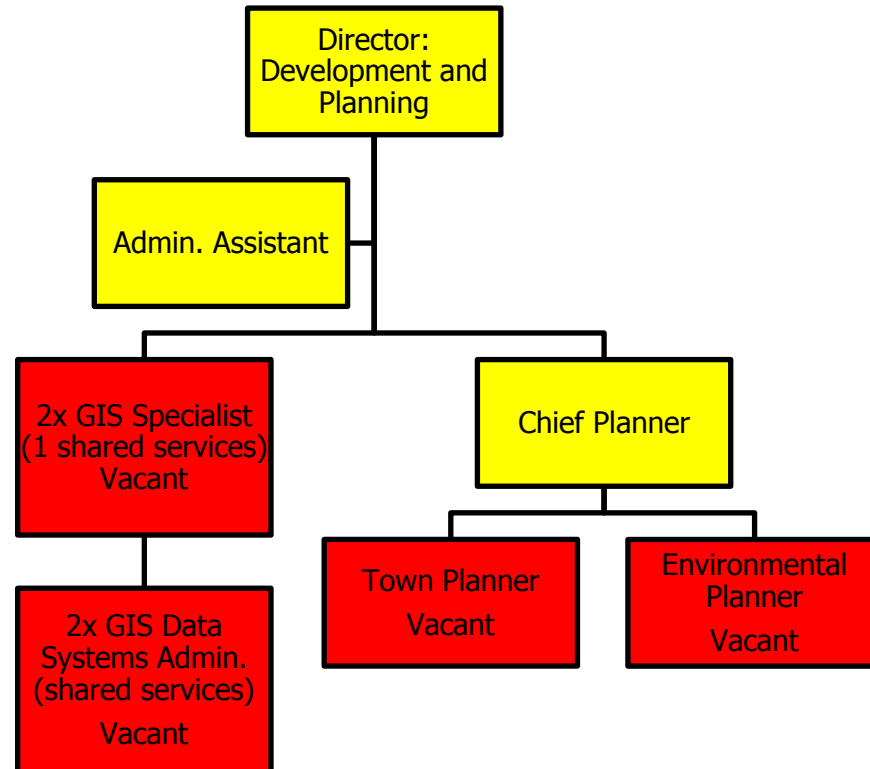 Director:
Development and
Planning
Admin. Assistant
2x GIS Specialist
(1 shared services)
Vacant
Chief Planner
2x GIS Data
Systems Admin.
(shared services)
Vacant
Town Planner
Vacant
Environmental
Planner
Vacant